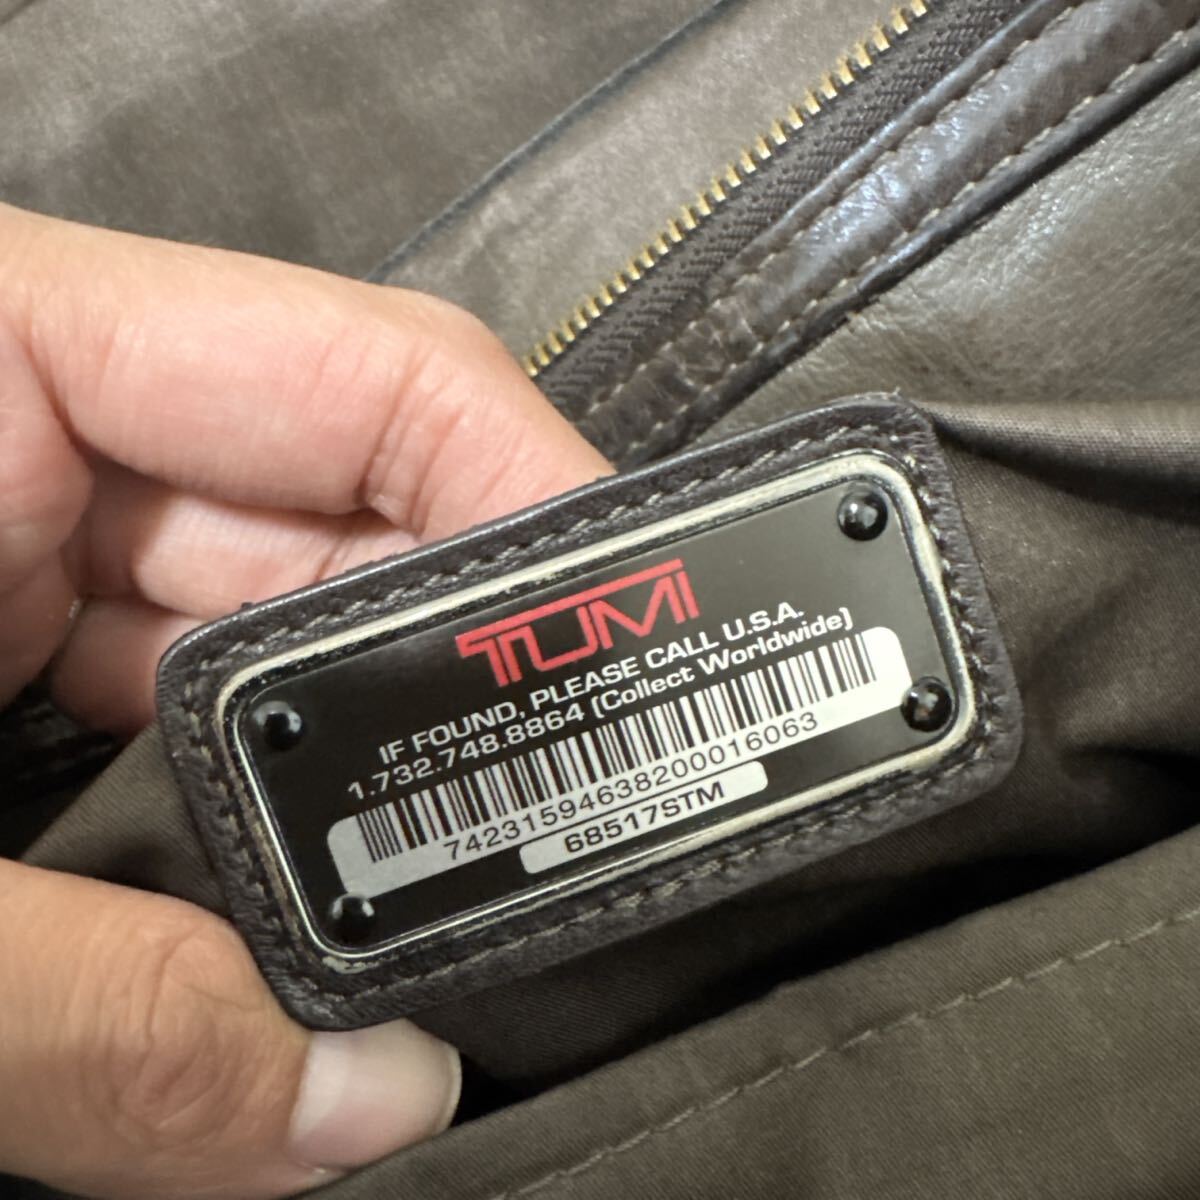 TUMI
IF FOUND, PLEASE CALL U.S.A.
1.732.748.8864 (Collect Worldwide)
74231594638200016063
68517STM